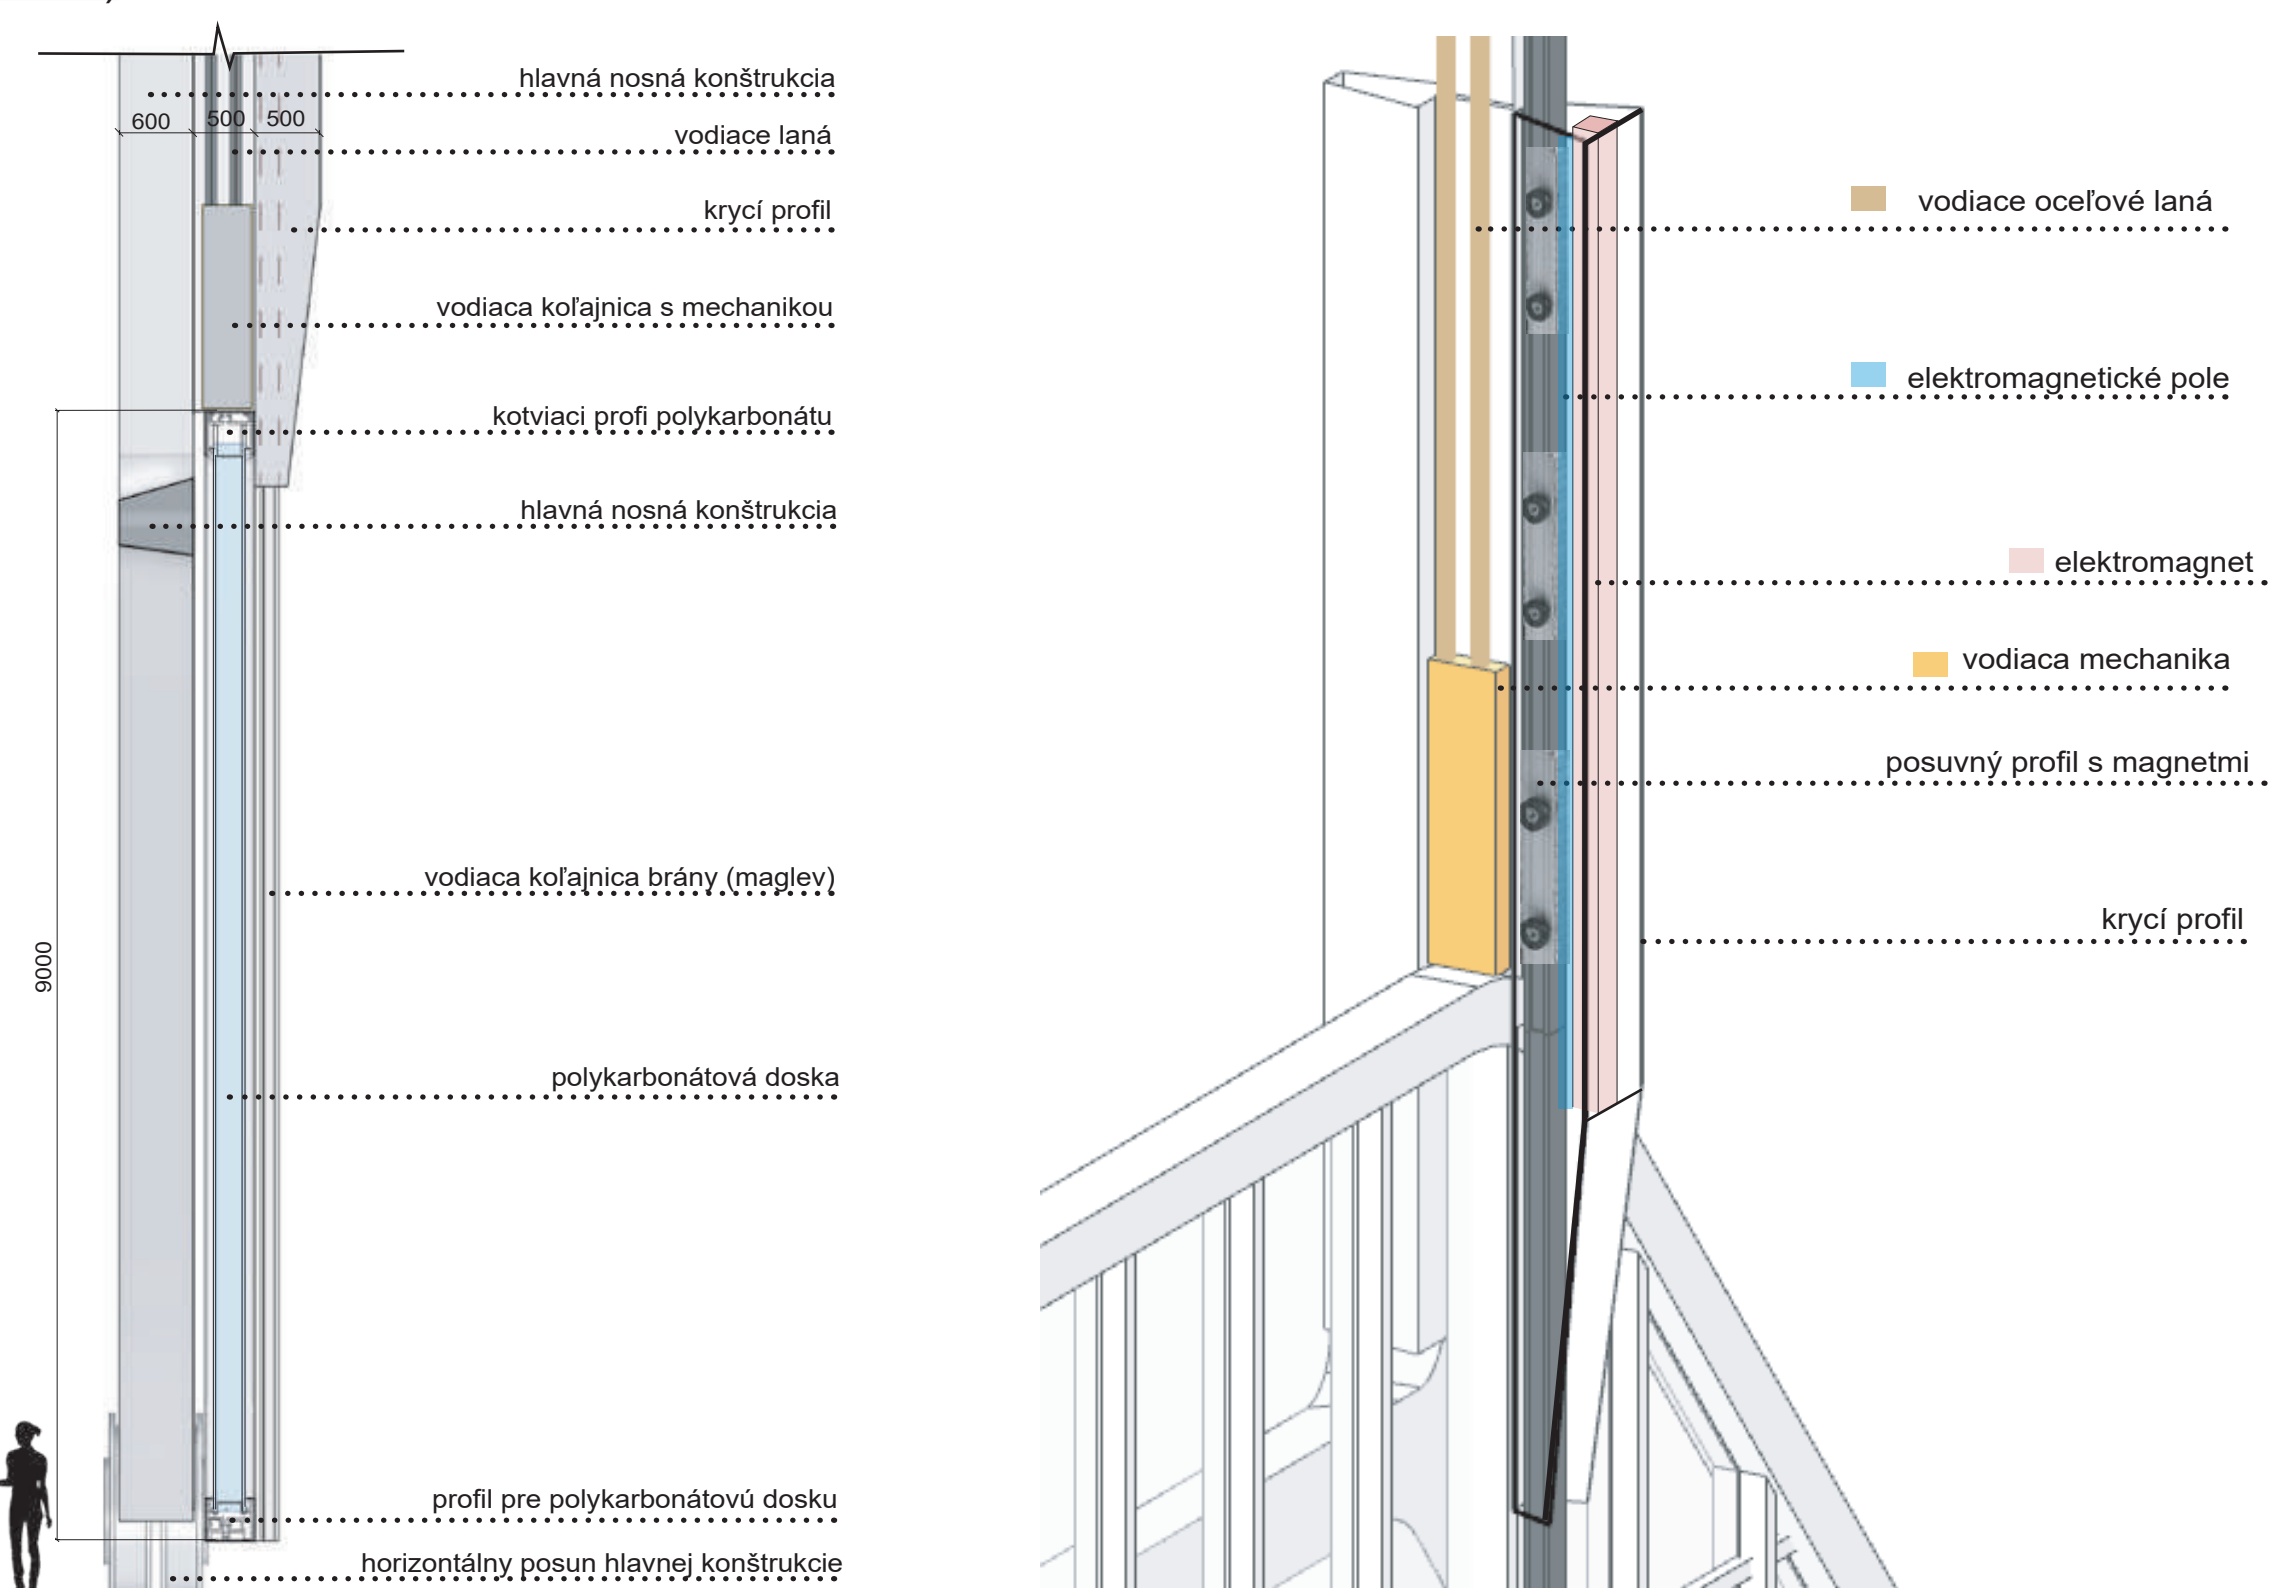 hlavná nosná konštrukcia
600 500 500
vodiace laná
krycí profil
vodiaca koľajnica s mechanikou
kotviaci profi polykarbonátu
hlavná nosná konštrukcia
vodiaca koľajnica brány (maglev)
9000
polykarbonátová doska
profil pre polykarbonátovú dosku
horizontálny posun hlavnej konštrukcie
vodiace oceľové laná
elektromagnetické pole
elektromagnet
vodiaca mechanika
posuvný profil s magnetmi
krycí profil